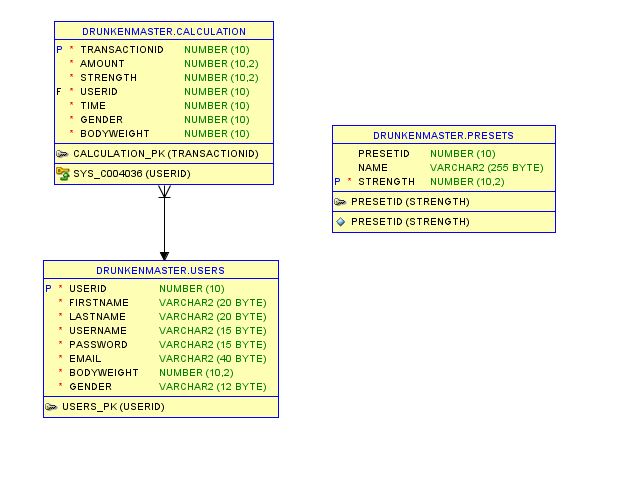 DRUNKENMASTER.CALCULATION
P * TRANSACTIONID NUMBER (10)
* AMOUNT NUMBER (10,2)
* STRENGTH NUMBER (10,2)
F * USERID NUMBER (10)
* TIME NUMBER (10)
* GENDER NUMBER (10)
* BODYWEIGHT NUMBER (10)
CALCULATION_PK (TRANSACTIONID)
SYS_C004036 (USERID)
DRUNKENMASTER.PRESETS
PRESETID NUMBER (10)
NAME VARCHAR2 (255 BYTE)
P * STRENGTH NUMBER (10,2)
PRESETID (STRENGTH)
PRESETID (STRENGTH)
DRUNKENMASTER.USERS
P * USERID NUMBER (10)
* FIRSTNAME VARCHAR2 (20 BYTE)
* LASTNAME VARCHAR2 (20 BYTE)
* USERNAME VARCHAR2 (15 BYTE)
* PASSWORD VARCHAR2 (15 BYTE)
* EMAIL VARCHAR2 (40 BYTE)
* BODYWEIGHT NUMBER (10,2)
* GENDER VARCHAR2 (12 BYTE)
USERS_PK (USERID)